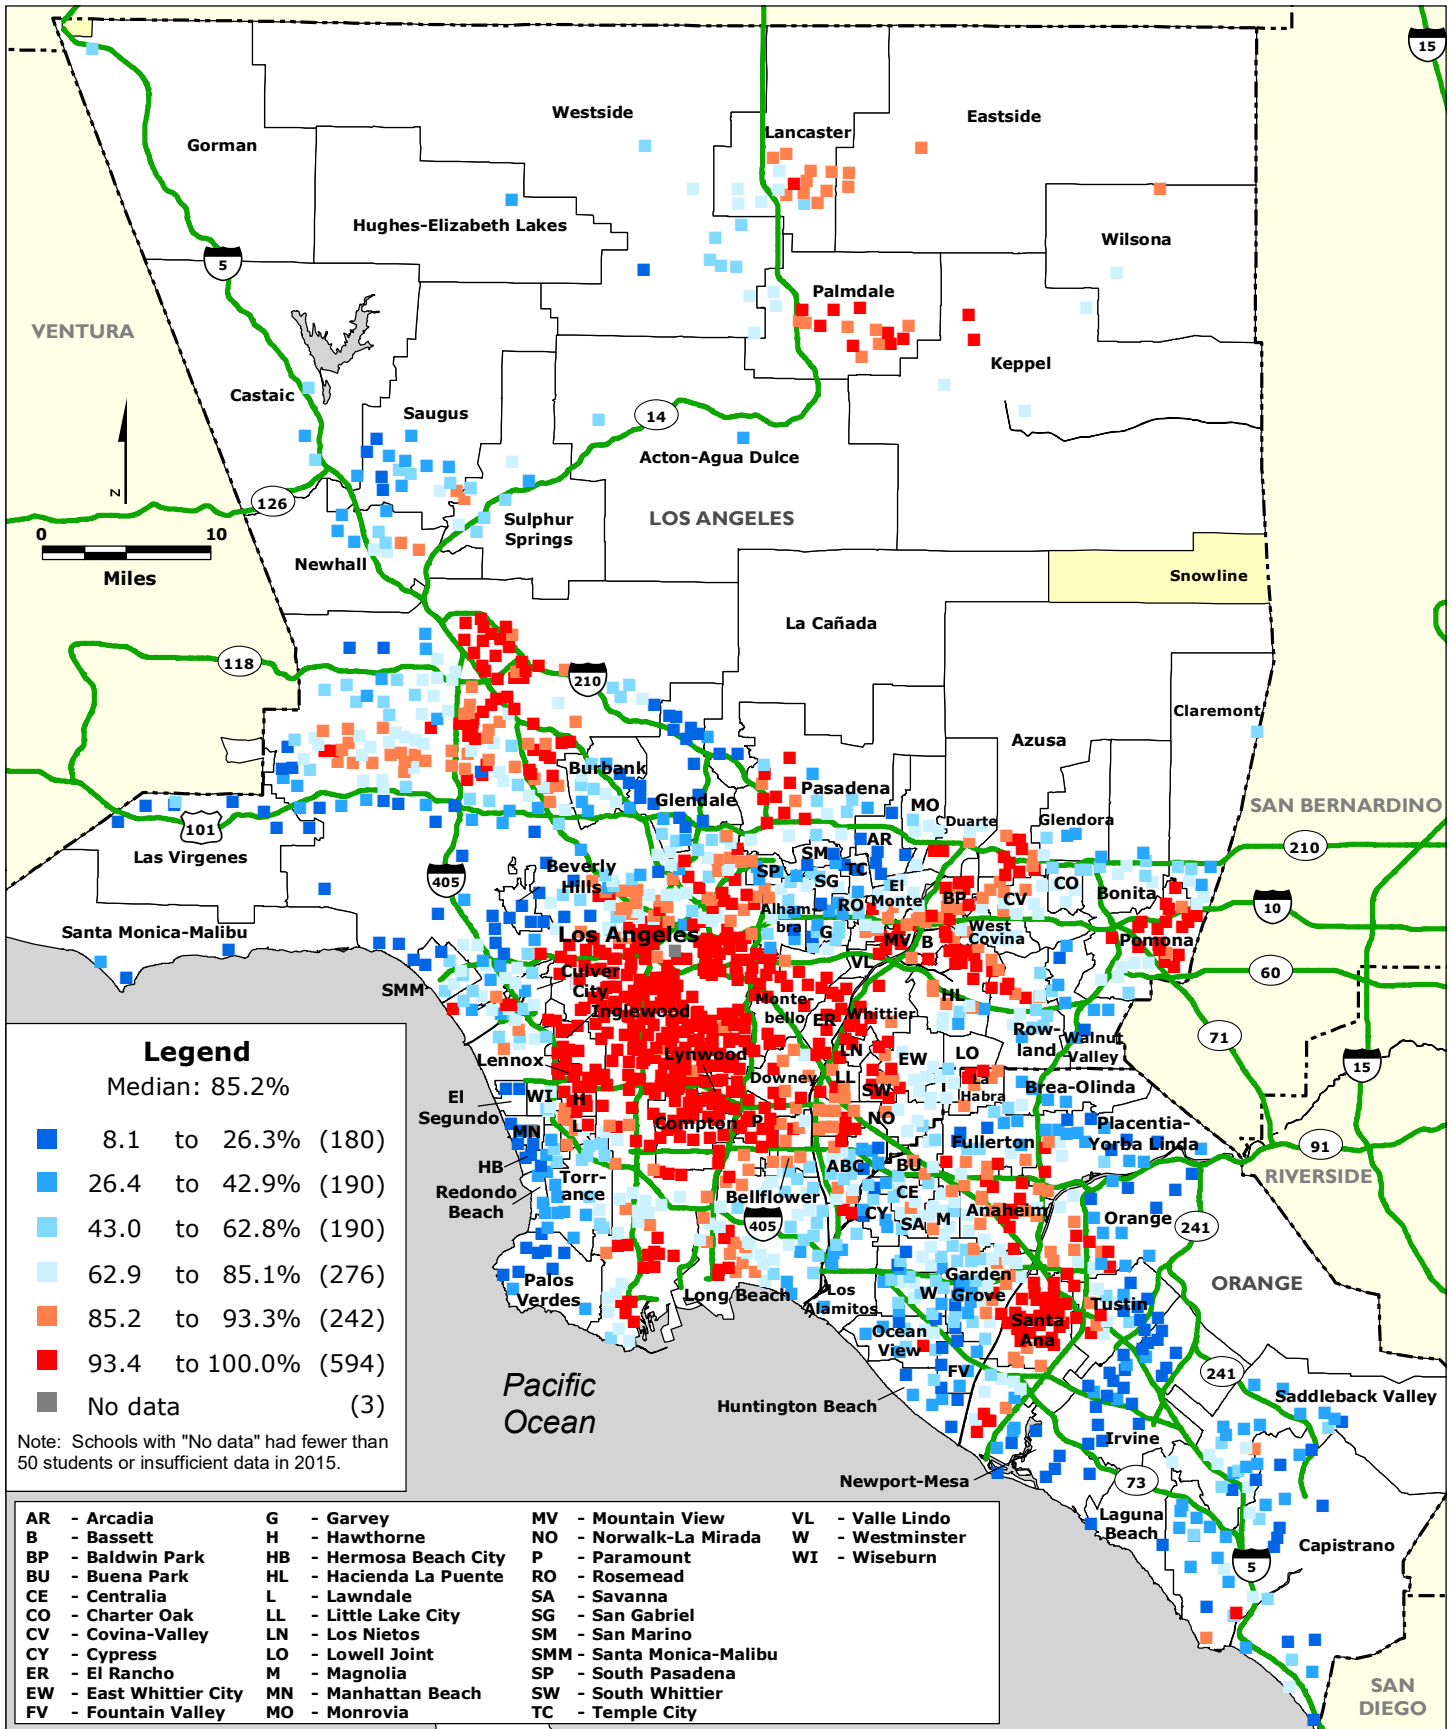 15
Westside
Lancaster
Eastside
Gorman
Hughes-Elizabeth Lakes
Wilsona
5
Palmdale
VENTURA
Keppel
Castaic
Saugus
14
Acton-Agua Dulce
N
126
LOS ANGELES
Sulphur
Springs
0 10
Miles
Newhall
Snowline
La Cañada
118
210
Claremont
Azusa
Burbank
Pasadena
Glendale
MO
Duarte
Glendora
SAN BERNARDINO
101
AR
210
Las Virgenes
SM
TC
405
Beverly
Hills
SP
SG
El
Monte
CO
Bonita
BP
CV
10
Alham-
bra
RO
G
Santa Monica-Malibu
Los Angeles
MV
B
West
Covina
Pomona
VL
60
Culver
City
SMM
HL
Monte-
bello
Inglewood
ER
Whittier
Row-
land
Walnut
Valley
71
Lennox
Lynwood
LN
EW
LO
15
Downey
LL
SW
La
Habra
Brea-Olinda
El
Segundo
WI
H
Compton
P
NO
Placentia-
Yorba Linda
MN
L
Fullerton
91
HB
ABC
BU
RIVERSIDE
Torr-
ance
Bellflower
CE
Redondo
Beach
CY
SA
M
Anaheim
Orange
405
241
Palos
Verdes
Long Beach
Los
Alamitos
W
Garden
Grove
ORANGE
Tustin
Santa
Ana
Ocean
View
FV
241
Pacific
Ocean
Huntington Beach
Saddleback Valley
Irvine
Newport-Mesa
73
Laguna
Beach
Capistrano
5
SAN
DIEGO
Legend
Median: 85.2%
8.1 to 26.3% (180)
26.4 to 42.9% (190)
43.0 to 62.8% (190)
62.9 to 85.1% (276)
85.2 to 93.3% (242)
93.4 to 100.0% (594)
No data (3)
Note: Schools with "No data" had fewer than
50 students or insufficient data in 2015.
AR - Arcadia
B - Bassett
BP - Baldwin Park
BU - Buena Park
CE - Centralia
CO - Charter Oak
CV - Covina-Valley
CY - Cypress
ER - El Rancho
EW - East Whittier City
FV - Fountain Valley
G - Garvey
H - Hawthorne
HB - Hermosa Beach City
HL - Hacienda La Puente
L - Lawndale
LL - Little Lake City
LN - Los Nietos
LO - Lowell Joint
M - Magnolia
MN - Manhattan Beach
MO - Monrovia
MV - Mountain View
NO - Norwalk-La Mirada
P - Paramount
RO - Rosemead
SA - Savanna
SG - San Gabriel
SM - San Marino
SMM - Santa Monica-Malibu
SP - South Pasadena
SW - South Whittier
TC - Temple City
VL - Valle Lindo
W - Westminster
WI - Wiseburn